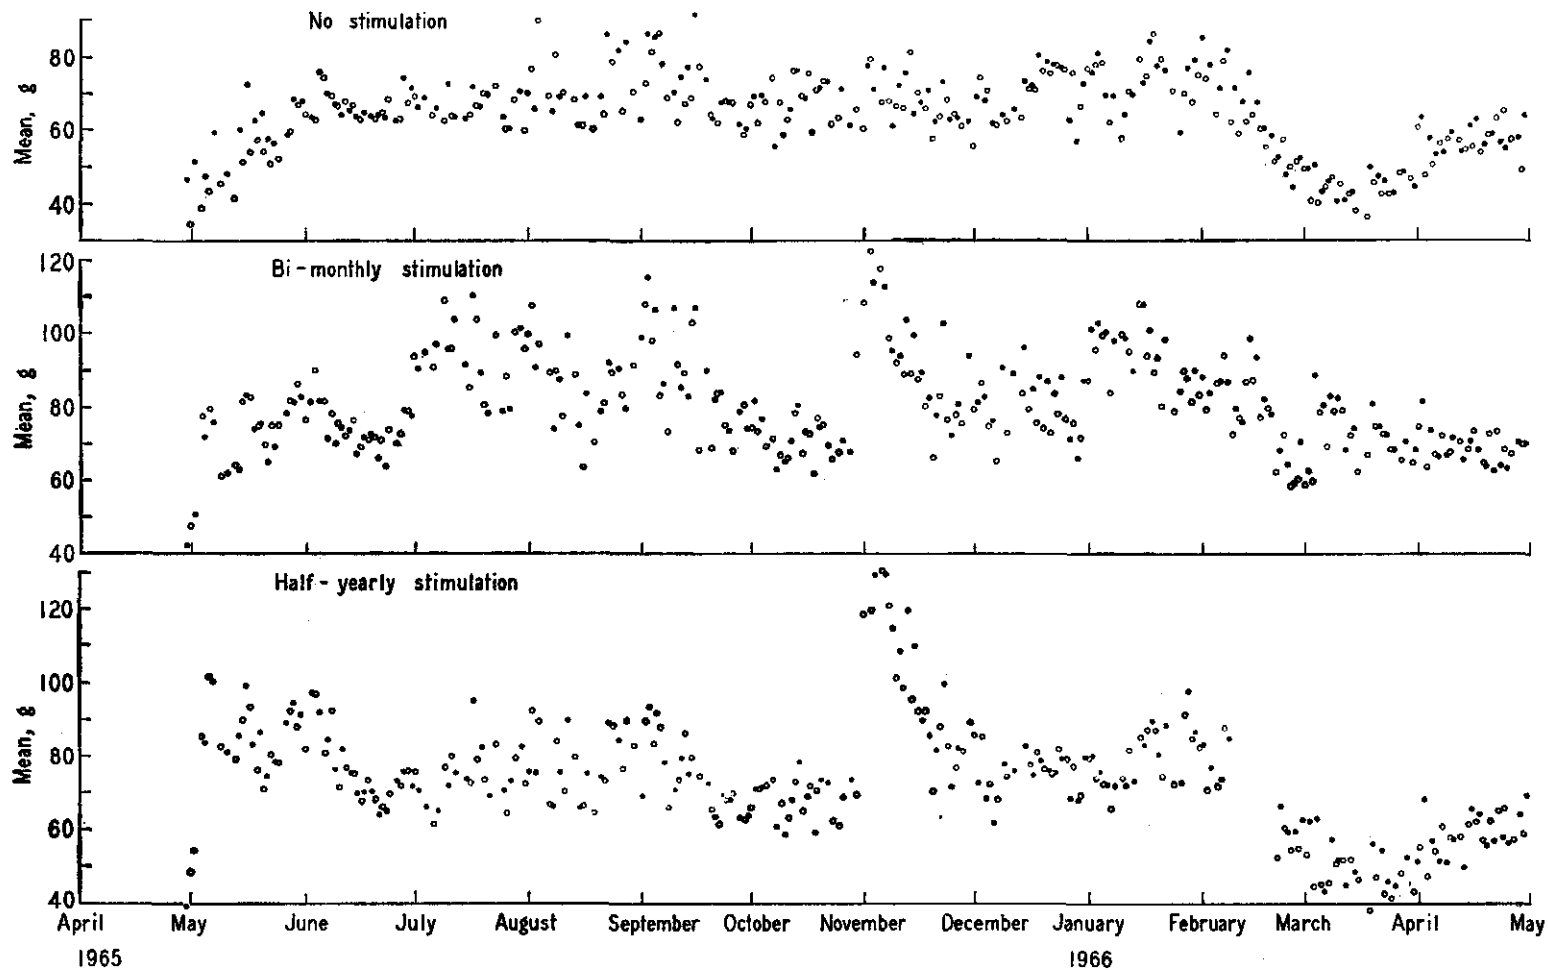 No stimulation
Mean, g
80
60
40
Bi-monthly stimulation
Mean, g
120
100
80
60
40
Half-yearly stimulation
Mean, g
120
100
80
60
40
April May June July August September October November December January February March April May
1965 1966